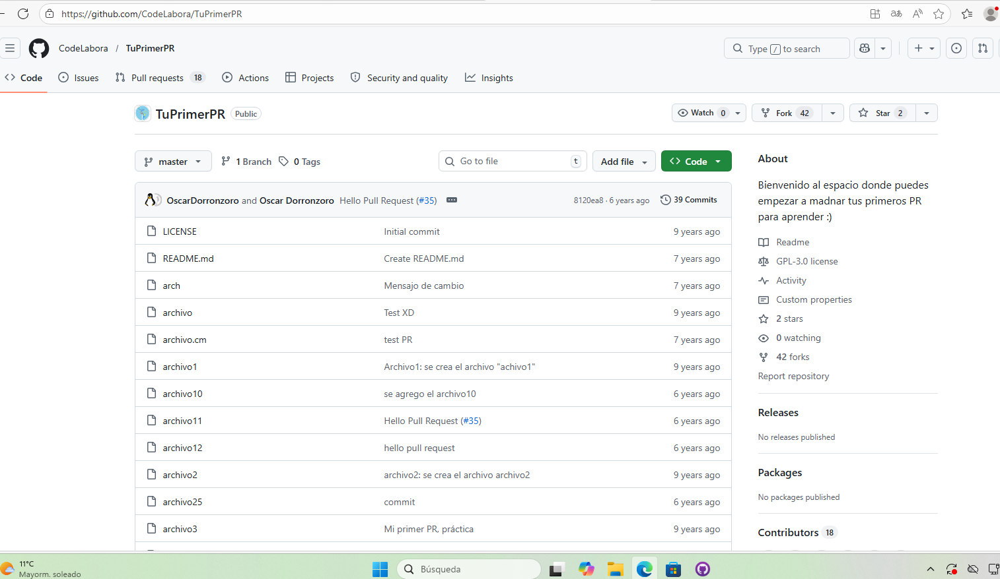 https://github.com/CodeLabora/TuPrimerPR
CodeLabora / TuPrimerPR
Type / to search
Code Issues Pull requests 18 Actions Projects Security and quality Insights
TuPrimerPR Public
Watch 0 Fork 42 Star 2
master 1 Branch 0 Tags Go to file t Add file Code
OscarDorronzoro and Oscar Dorronzoro Hello Pull Request (#35) 8120ea8 · 6 years ago 39 Commits
LICENSE Initial commit 9 years ago
README.md Create README.md 7 years ago
arch Mensajo de cambio 7 years ago
archivo Test XD 9 years ago
archivo.cm test PR 7 years ago
archivo1 Archivo1: se crea el archivo "achivo1" 9 years ago
archivo10 se agrego el archivo10 6 years ago
archivo11 Hello Pull Request (#35) 6 years ago
archivo12 hello pull request 6 years ago
archivo2 archivo2: se crea el archivo archivo2 9 years ago
archivo25 commit 6 years ago
archivo3 Mi primer PR, práctica 9 years ago
About
Bienvenido al espacio donde puedes
empezar a madnar tus primeros PR
para aprender :)
Readme
GPL-3.0 license
Activity
Custom properties
2 stars
0 watching
42 forks
Report repository
Releases
No releases published
Packages
No packages published
Contributors 18
11°C
Mayorm. soleado
Búsqueda